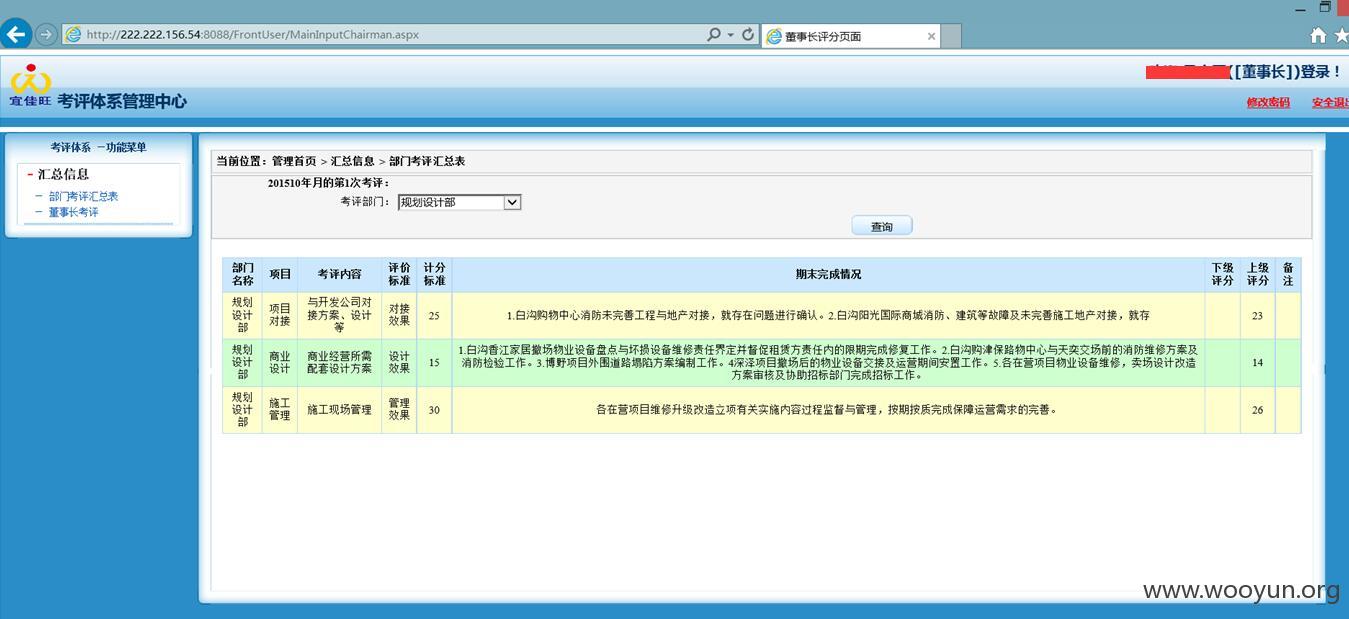 http://222.222.156.54:8088/FrontUser/MainInputChairman.aspx
董事长评分页面
([董事长])登录！
宜佳旺
考评体系管理中心
修改密码 安全退出
考评体系 －功能菜单
- 汇总信息
－ 部门考评汇总表
－ 董事长考评
当前位置：管理首页 > 汇总信息 > 部门考评汇总表
201510年月的第1次考评：
考评部门： 规划设计部
查询
部门名称 项目 考评内容 评价标准 计分标准 期末完成情况 下级评分 上级评分 备注
规划设计部 项目对接 与开发公司对接方案、设计等 对接效果 25 1.白沟购物中心消防未完善工程与地产对接，就存在问题进行确认。2.白沟阳光国际商城消防、建筑等故障及未完善施工地产对接，就存 23
规划设计部 商业设计 商业经营所需配套设计方案 设计效果 15 1.白沟香江家居撤场物业设备盘点与坏损设备维修责任界定并督促租赁方责任内的限期完成修复工作。2.白沟购津保路物中心与天奕交场前的消防维修方案及消防检验工作。3.博野项目外围道路塌陷方案编制工作。4深泽项目撤场后的物业设备交接及运营期间安置工作。5.各在营项目物业设备维修，卖场设计改造方案审核及协助招标部门完成招标工作。 14
规划设计部 施工管理 施工现场管理 管理效果 30 各在营项目维修升级改造立项有关实施内容过程监督与管理，按期按质完成保障运营需求的完善。 26
www.wooyun.org